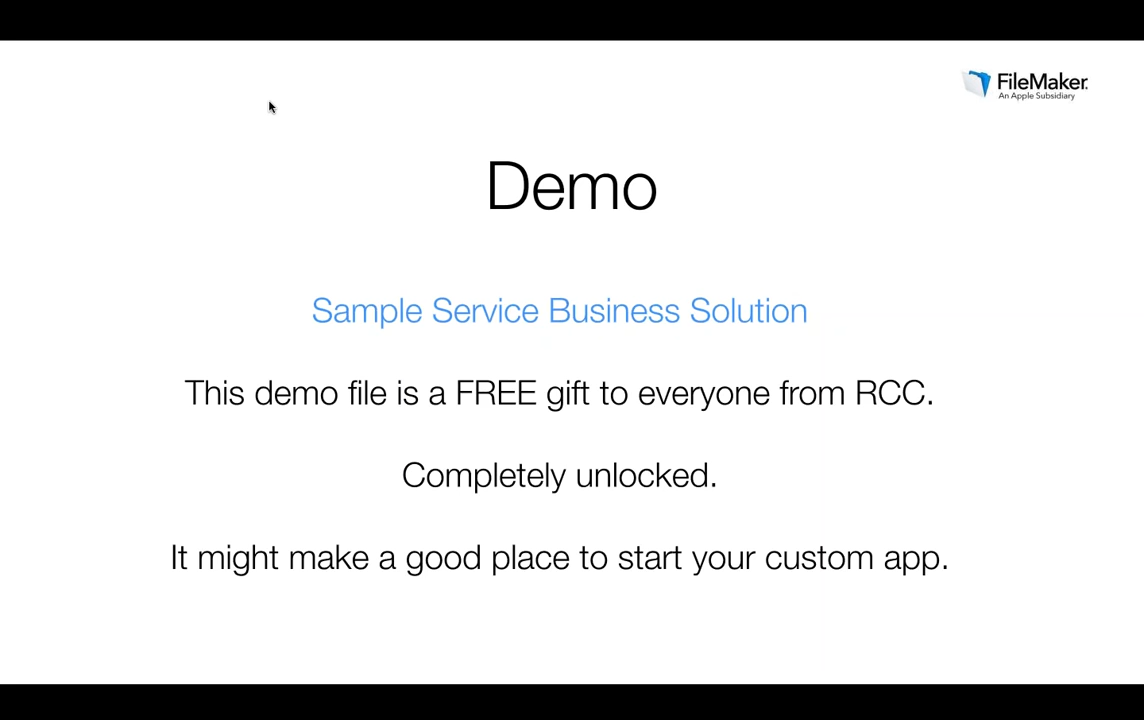 FileMaker
An Apple Subsidiary
Demo
Sample Service Business Solution
This demo file is a FREE gift to everyone from RCC.
Completely unlocked.
It might make a good place to start your custom app.